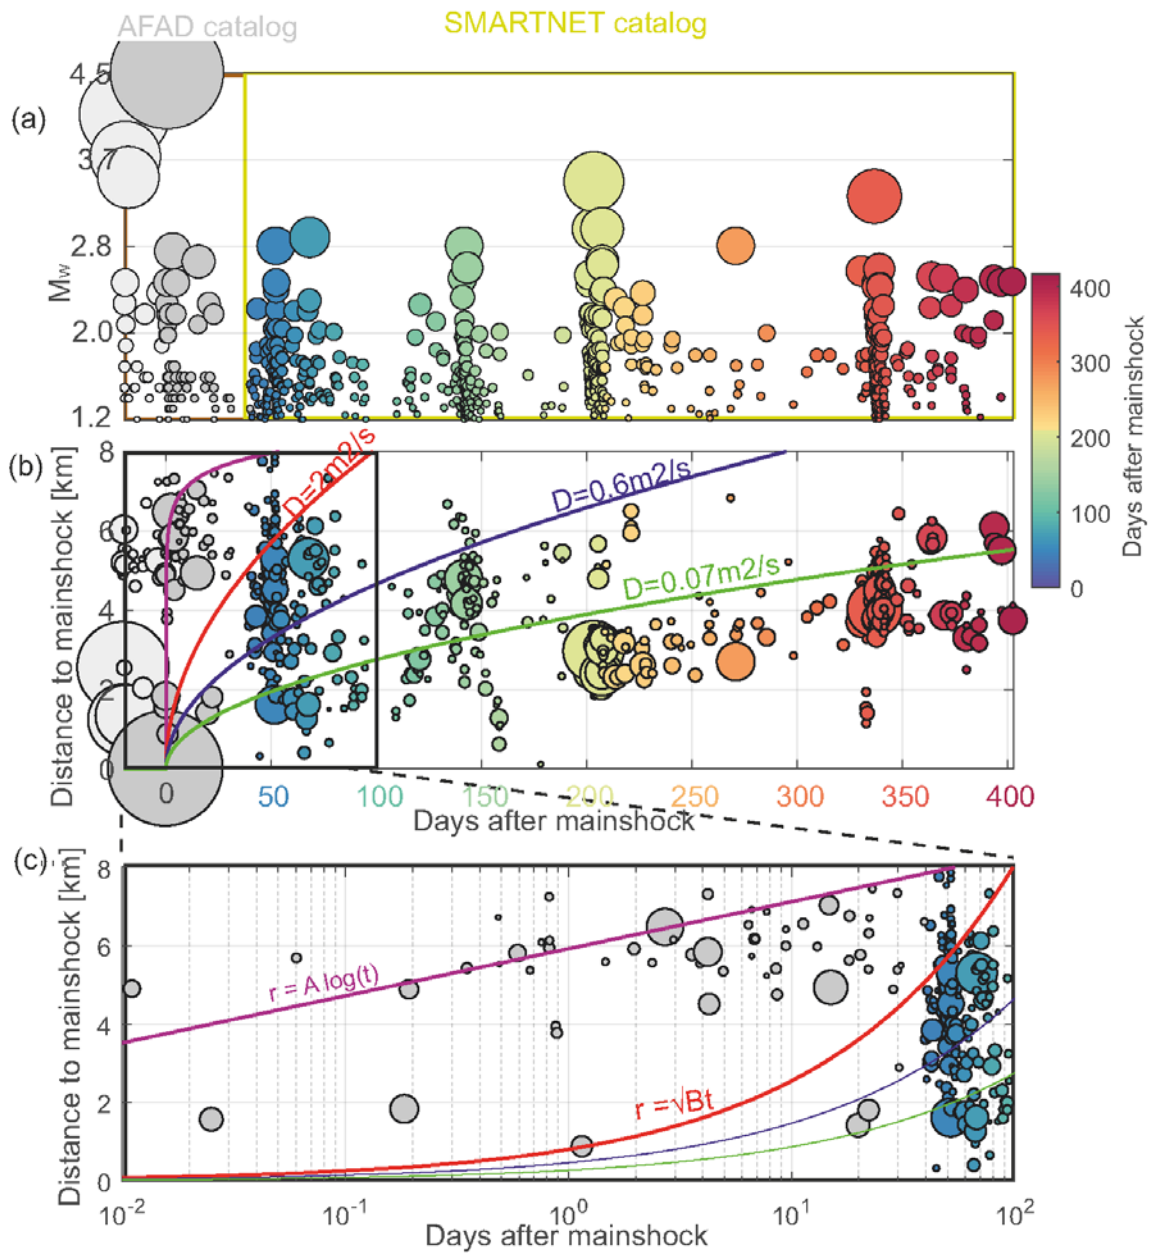 AFAD catalog
SMARTNET catalog
(a)
4.5
3.7
2.8
2.0
1.2
Mw
400
300
200
100
0
Days after mainshock
(b)
8
6
4
2
0
Distance to mainshock [km]
D=2m2/s
D=0.6m2/s
D=0.07m2/s
0 50 100 150 200 250 300 350 400
Days after mainshock
(c)
8
6
4
2
0
Distance to mainshock [km]
r = A log(t)
r =√Bt
10-2 10-1 100 101 102
Days after mainshock